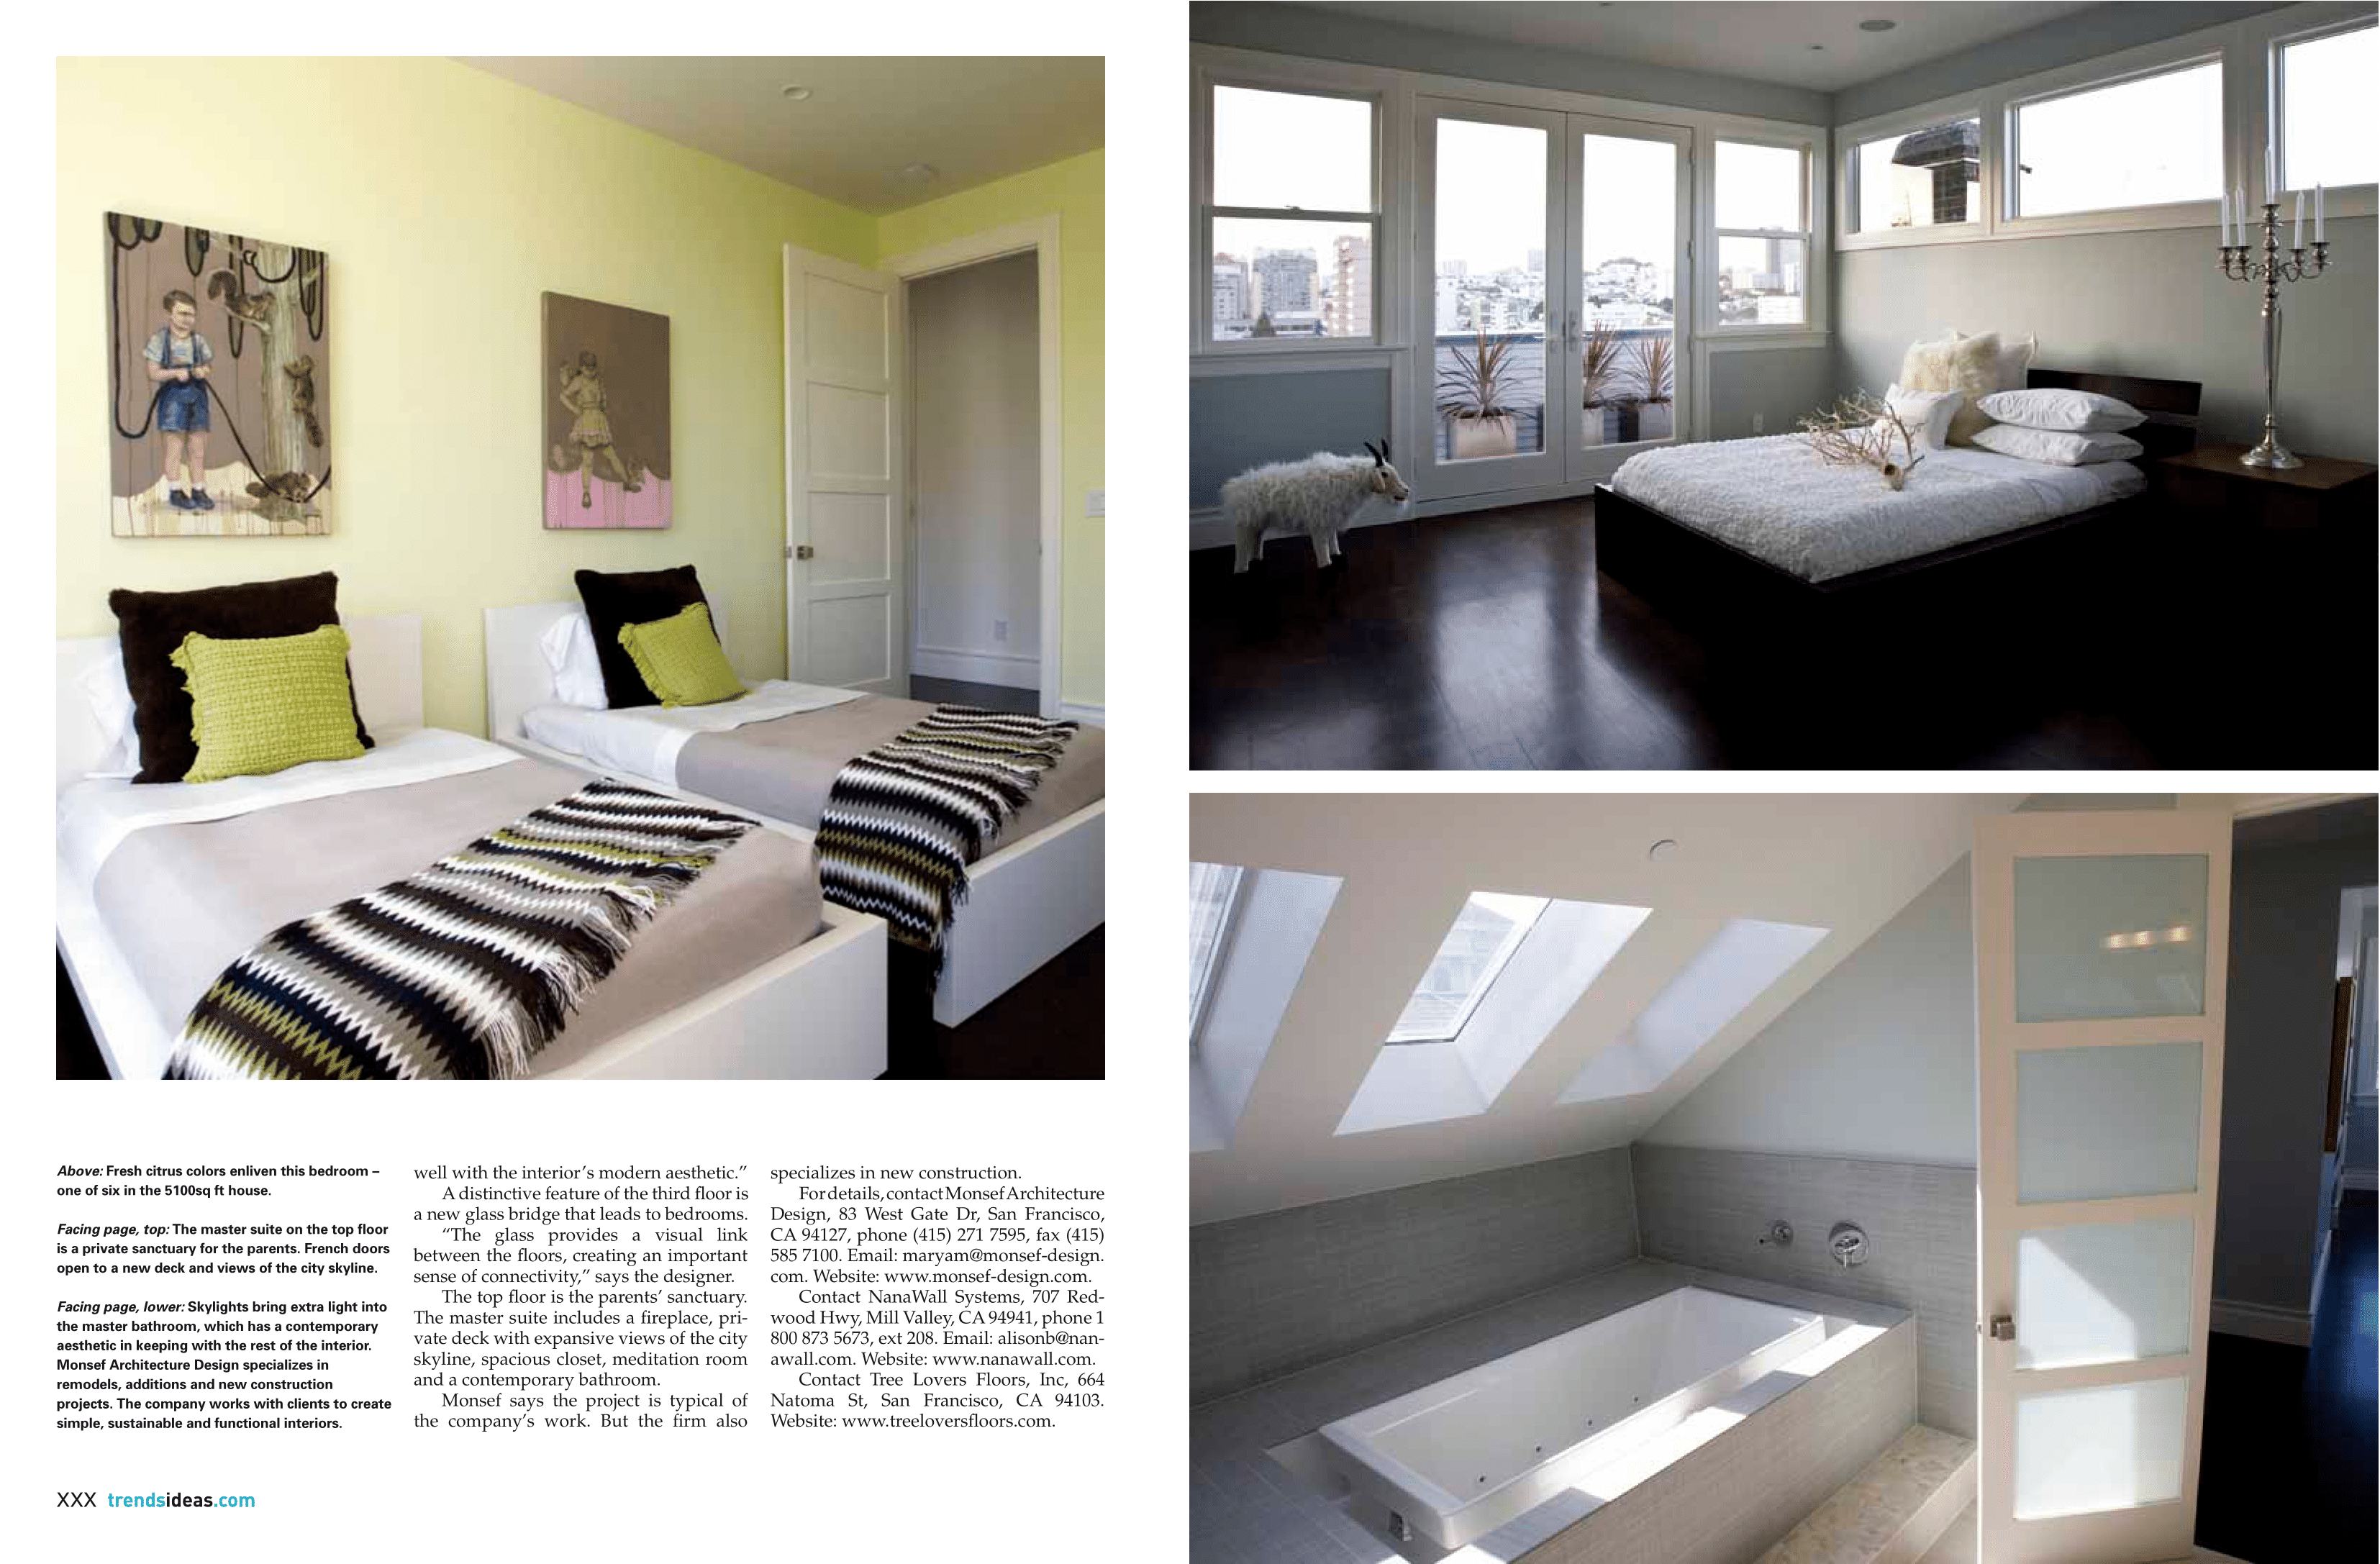 Above: Fresh citrus colors enliven this bedroom –
one of six in the 5100sq ft house.
Facing page, top: The master suite on the top floor
is a private sanctuary for the parents. French doors
open to a new deck and views of the city skyline.
Facing page, lower: Skylights bring extra light into
the master bathroom, which has a contemporary
aesthetic in keeping with the rest of the interior.
Monsef Architecture Design specializes in
remodels, additions and new construction
projects. The company works with clients to create
simple, sustainable and functional interiors.
well with the interior’s modern aesthetic.”
A distinctive feature of the third floor is
a new glass bridge that leads to bedrooms.
“The glass provides a visual link
between the floors, creating an important
sense of connectivity,” says the designer.
The top floor is the parents’ sanctuary.
The master suite includes a fireplace, pri-
vate deck with expansive views of the city
skyline, spacious closet, meditation room
and a contemporary bathroom.
Monsef says the project is typical of
the company’s work. But the firm also
specializes in new construction.
For details, contact Monsef Architecture
Design, 83 West Gate Dr, San Francisco,
CA 94127, phone (415) 271 7595, fax (415)
585 7100. Email: maryam@monsef-design.
com. Website: www.monsef-design.com.
Contact NanaWall Systems, 707 Red-
wood Hwy, Mill Valley, CA 94941, phone 1
800 873 5673, ext 208. Email: alisonb@nan-
awall.com. Website: www.nanawall.com.
Contact Tree Lovers Floors, Inc, 664
Natoma St, San Francisco, CA 94103.
Website: www.treeloversfloors.com.
XXX trendsideas.com